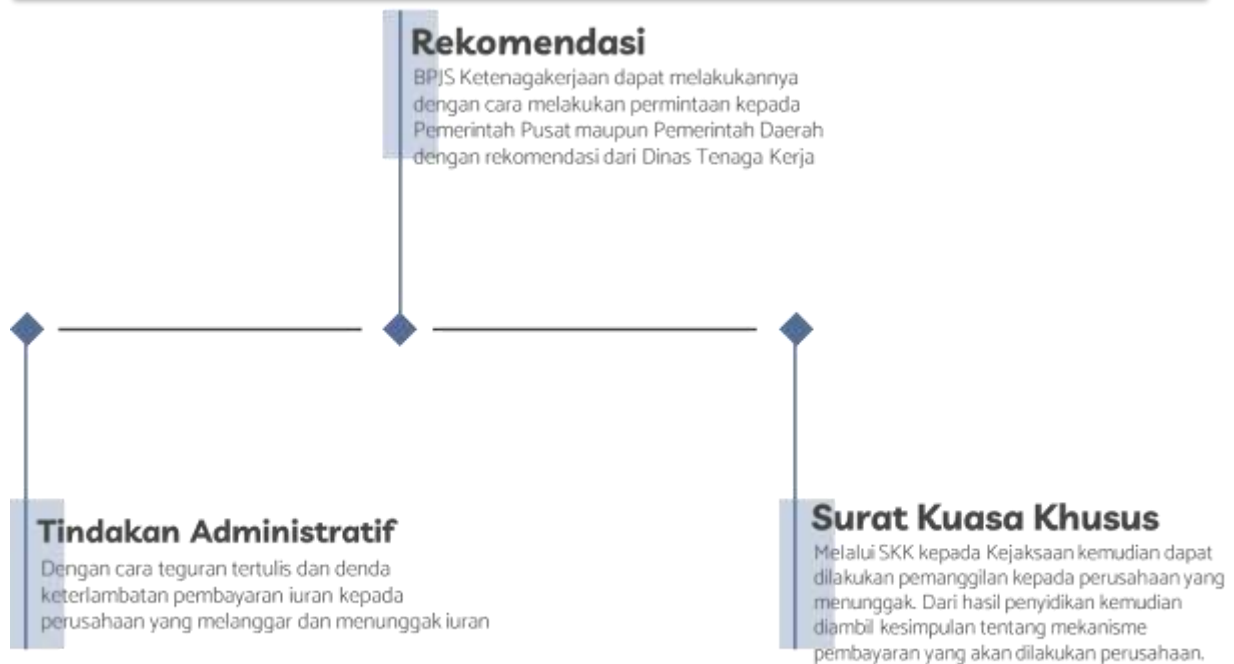 Rekomendasi
BPJS Ketenagakerjaan dapat melakukannya
dengan cara melakukan permintaan kepada
Pemerintah Pusat maupun Pemerintah Daerah
dengan rekomendasi dari Dinas Tenaga Kerja
Tindakan Administratif
Dengan cara teguran tertulis dan denda
keterlambatan pembayaran iuran kepada
perusahaan yang melanggar dan menunggak iuran
Surat Kuasa Khusus
Melalui SKK kepada Kejaksaan kemudian dapat
dilakukan pemanggilan kepada perusahaan yang
menunggak. Dari hasil penyidikan kemudian
diambil kesimpulan tentang mekanisme
pembayaran yang akan dilakukan perusahaan.